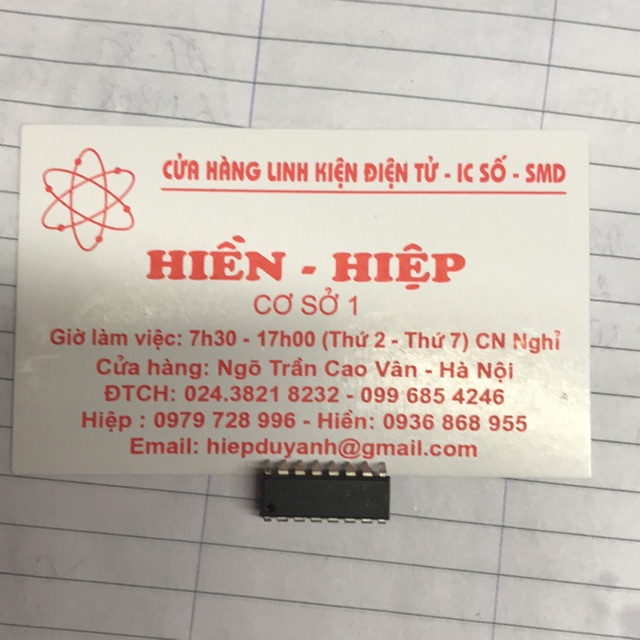 CỬA HÀNG LINH KIỆN ĐIỆN TỬ - IC SỐ - SMD
HIỀN - HIỆP
CƠ SỞ 1
Giờ làm việc: 7h30 - 17h00 (Thứ 2 - Thứ 7) CN Nghỉ
Cửa hàng: Ngõ Trần Cao Vân - Hà Nội
ĐTCH: 024.3821 8232 - 099 685 4246
Hiệp : 0979 728 996 - Hiền: 0936 868 955
Email: hiepduyanh@gmail.com